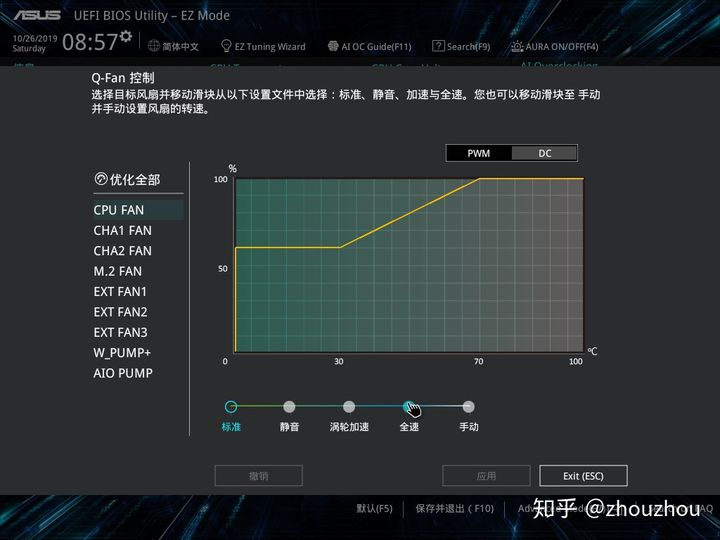 ASUS UEFI BIOS Utility – EZ Mode
10/26/2019
Saturday
08:57
简体中文
EZ Tuning Wizard
AI OC Guide(F11)
Search(F9)
AURA ON/OFF(F4)
AI Overclocking
Q-Fan 控制
选择目标风扇并移动滑块从以下设置文件中选择：标准、静音、加速与全速。您也可以移动滑块至 手动
并手动设置风扇的转速。
PWM
DC
优化全部
CPU FAN
CHA1 FAN
CHA2 FAN
M.2 FAN
EXT FAN1
EXT FAN2
EXT FAN3
W_PUMP+
AIO PUMP
%
100
50
0
30
70
100
ºC
标准
静音
涡轮加速
全速
手动
撤销
应用
Exit (ESC)
默认(F5)
保存并退出（F10)
知乎 @zhouzhou
FAQ